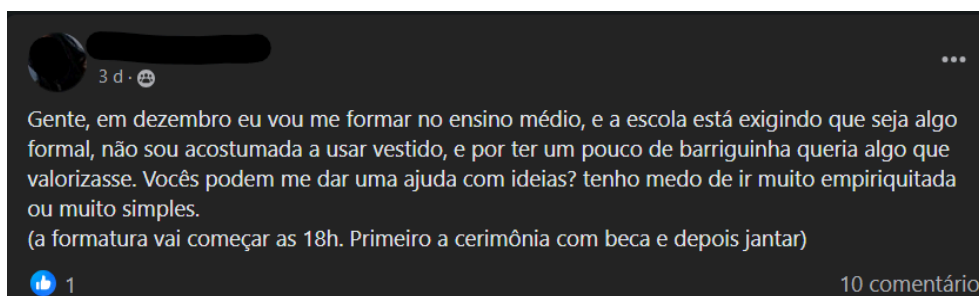 3 d ·
Gente, em dezembro eu vou me formar no ensino médio, e a escola está exigindo que seja algo
formal, não sou acostumada a usar vestido, e por ter um pouco de barriguinha queria algo que
valorizasse. Vocês podem me dar uma ajuda com ideias? tenho medo de ir muito empiriquitada
ou muito simples.
(a formatura vai começar as 18h. Primeiro a cerimônia com beca e depois jantar)
1
10 comentário